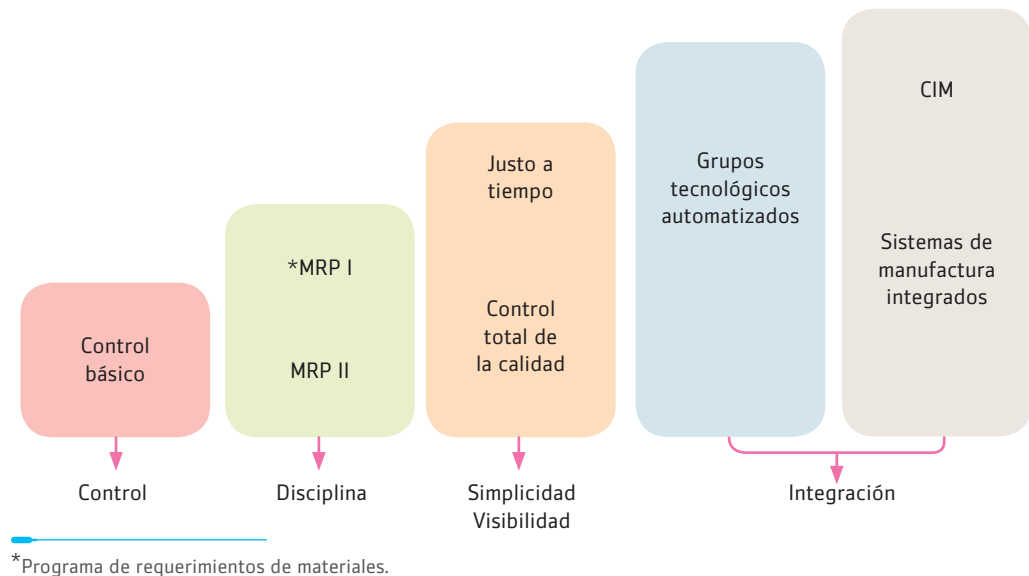 Control
básico
*MRP I
MRP II
Justo a
tiempo
Control
total de
la calidad
Grupos
tecnológicos
automatizados
CIM
Sistemas de
manufactura
integrados
Control
Disciplina
Simplicidad
Visibilidad
Integración
*Programa de requerimientos de materiales.